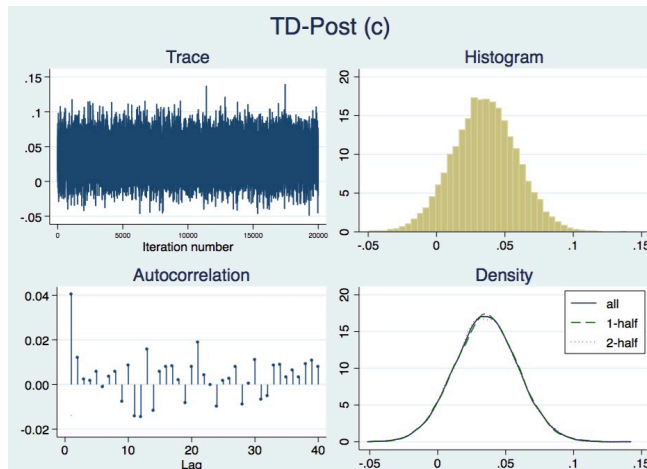 TD-Post (c)
Trace
.15
.1
.05
0
-.05
0 5000 10000 15000 20000
Iteration number
Histogram
20
15
10
5
0
-.05 0 .05 .1 .15
Autocorrelation
0.04
0.02
0.00
-0.02
0 10 20 30 40
Lag
Density
20
15
10
5
0
-.05 0 .05 .1 .15
all
1-half
2-half